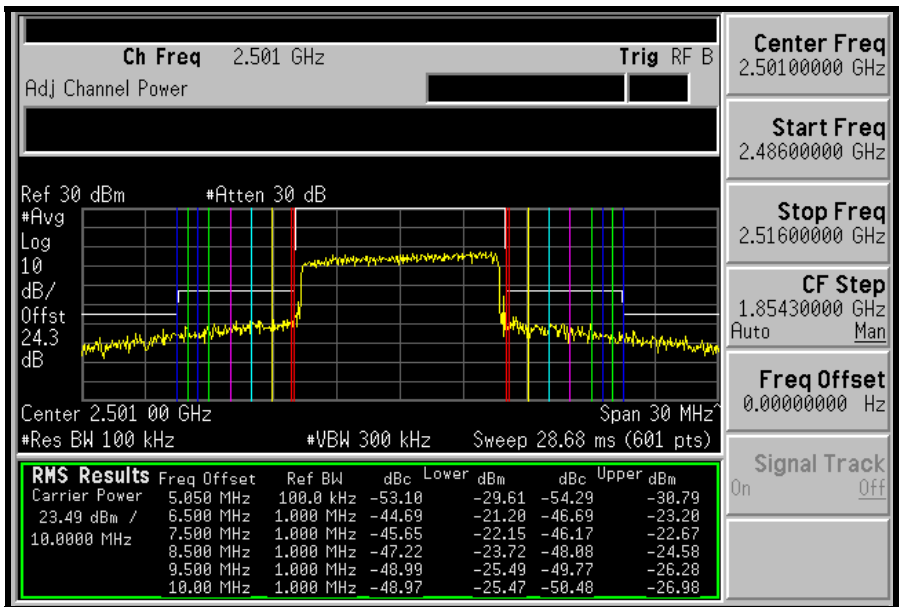 Ch Freq 2.501 GHz Trig RF B
Adj Channel Power
Ref 30 dBm #Atten 30 dB
#Avg
Log
10
dB/
Offst
24.3
dB
Center 2.501 00 GHz Span 30 MHz^
#Res BW 100 kHz #VBW 300 kHz Sweep 28.68 ms (601 pts)
RMS Results Freq Offset Ref BW dBc Lower dBm dBc Upper dBm
Carrier Power 5.050 MHz 100.0 kHz -53.10 -29.61 -54.29 -30.79
23.49 dBm / 6.500 MHz 1.000 MHz -44.69 -21.20 -46.69 -23.20
10.0000 MHz 7.500 MHz 1.000 MHz -45.65 -22.15 -46.17 -22.67
8.500 MHz 1.000 MHz -47.22 -23.72 -48.08 -24.58
9.500 MHz 1.000 MHz -48.99 -25.49 -49.77 -26.28
10.00 MHz 1.000 MHz -48.97 -25.47 -50.48 -26.98
Center Freq
2.50100000 GHz
Start Freq
2.48600000 GHz
Stop Freq
2.51600000 GHz
CF Step
1.85430000 GHz
Auto Man
Freq Offset
0.00000000 Hz
Signal Track
On Off